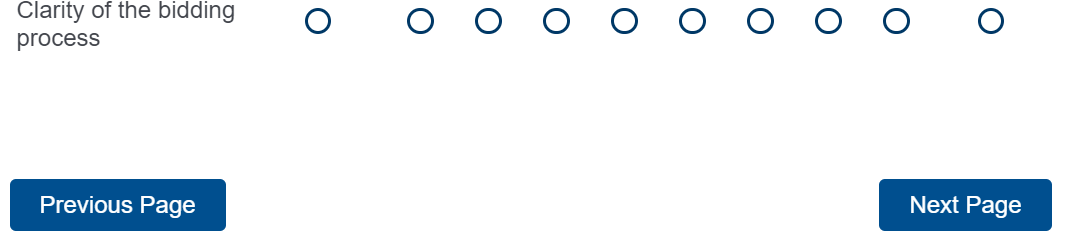 Clarity of the bidding
process
Previous Page
Next Page